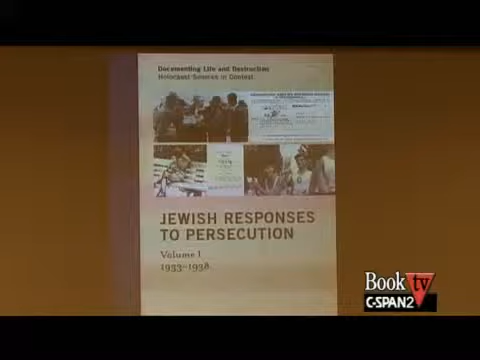 Documenting Life and Destruction
Holocaust Sources in Context
JEWISH RESPONSES
TO PERSECUTION
Volume I
1933–1938
Book tv
C-SPAN2